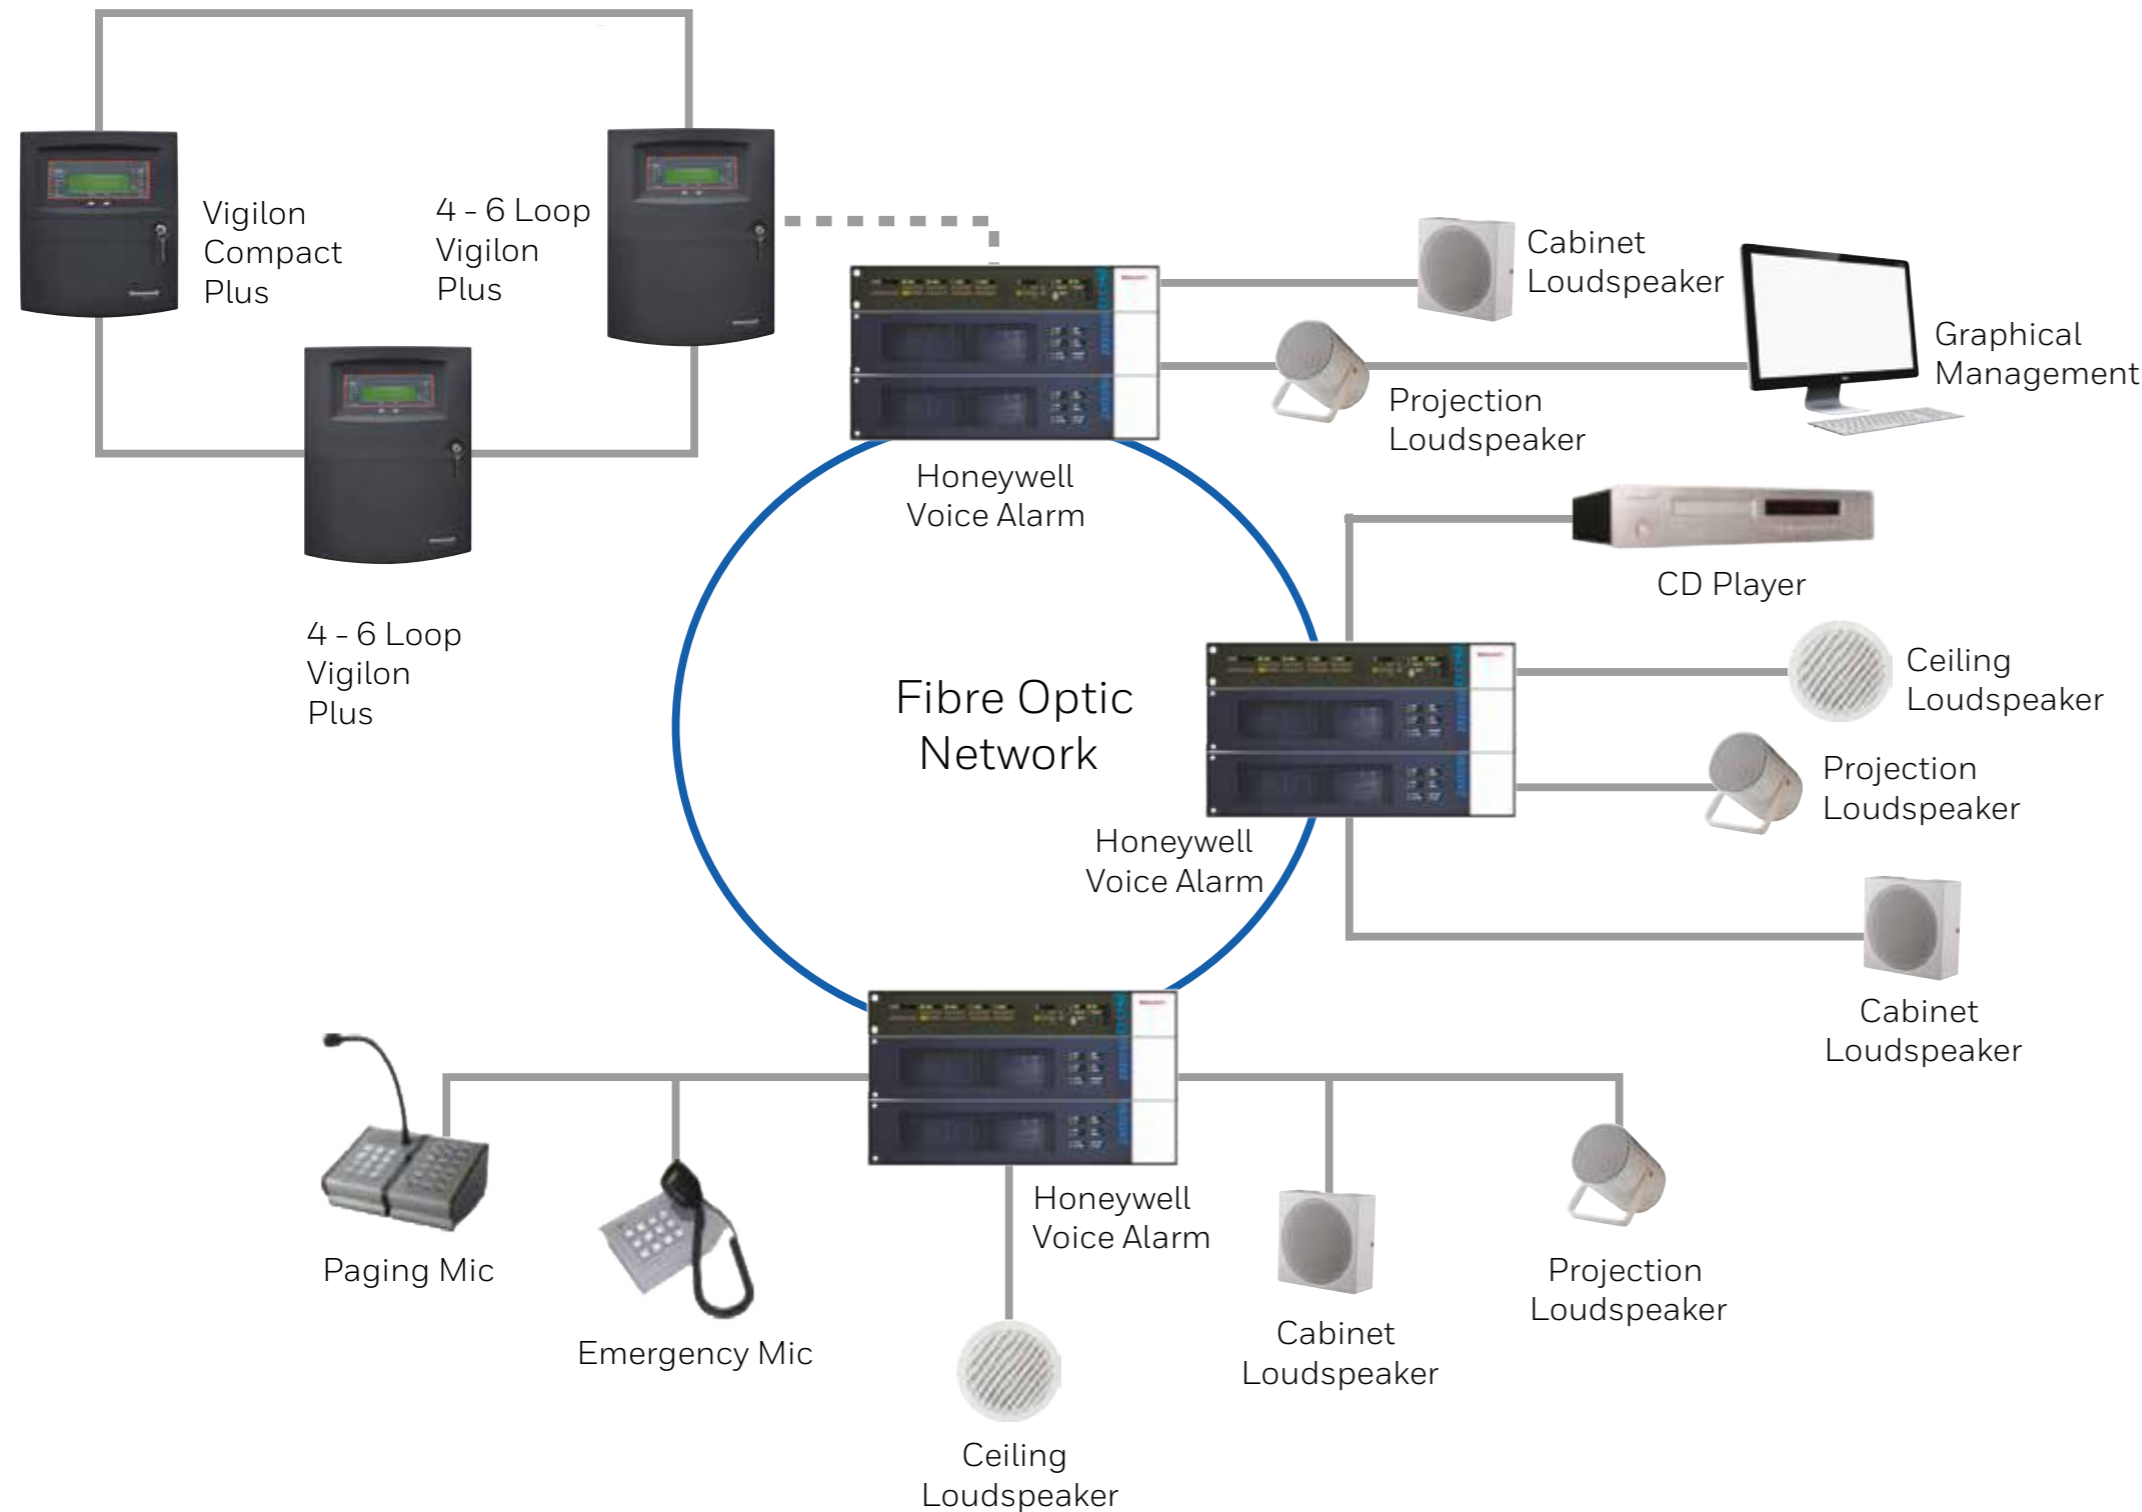 Vigilon
Compact
Plus
4 - 6 Loop
Vigilon
Plus
4 - 6 Loop
Vigilon
Plus
Cabinet
Loudspeaker
Graphical
Management
Projection
Loudspeaker
Honeywell
Voice Alarm
CD Player
Fibre Optic
Network
Ceiling
Loudspeaker
Projection
Loudspeaker
Honeywell
Voice Alarm
Cabinet
Loudspeaker
Honeywell
Voice Alarm
Paging Mic
Emergency Mic
Ceiling
Loudspeaker
Cabinet
Loudspeaker
Projection
Loudspeaker